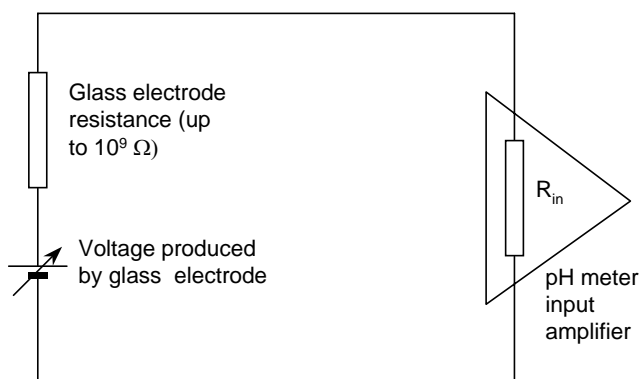 Glass electrode
resistance (up
to 10⁹ Ω)
Voltage produced
by glass electrode
R_in
pH meter
input
amplifier